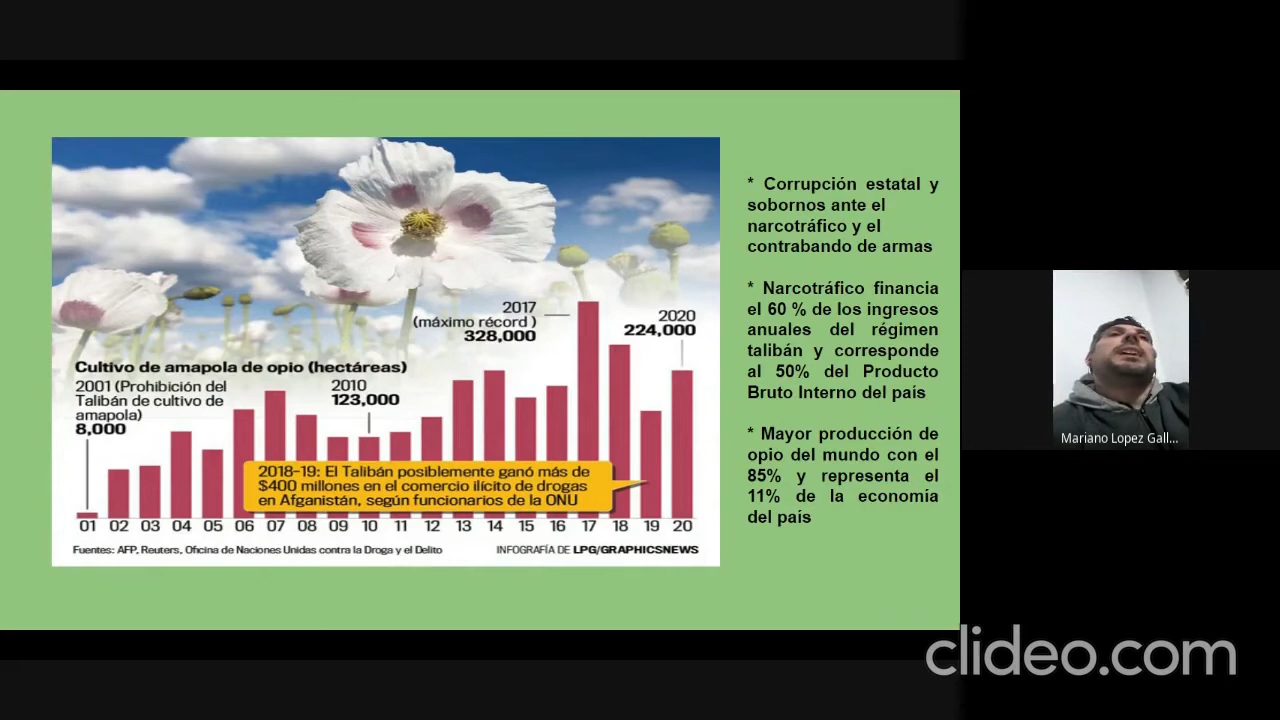 2017
(máximo récord )
328,000
2020
224,000
Cultivo de amapola de opio (hectáreas)
2001 (Prohibición del
Talibán de cultivo de
amapola)
8,000
2010
123,000
2018-19: El Talibán posiblemente ganó más de
$400 millones en el comercio ilícito de drogas
en Afganistán, según funcionarios de la ONU
01 02 03 04 05 06 07 08 09 10 11 12 13 14 15 16 17 18 19 20
Fuentes: AFP, Reuters, Oficina de Naciones Unidas contra la Droga y el Delito
INFOGRAFÍA DE LPG/GRAPHICSNEWS
* Corrupción estatal y
sobornos ante el
narcotráfico y el
contrabando de armas
* Narcotráfico financia
el 60 % de los ingresos
anuales del régimen
talibán y corresponde
al 50% del Producto
Bruto Interno del país
* Mayor producción de
opio del mundo con el
85% y representa el
11% de la economía
del país
Mariano Lopez Gall...
clideo.com